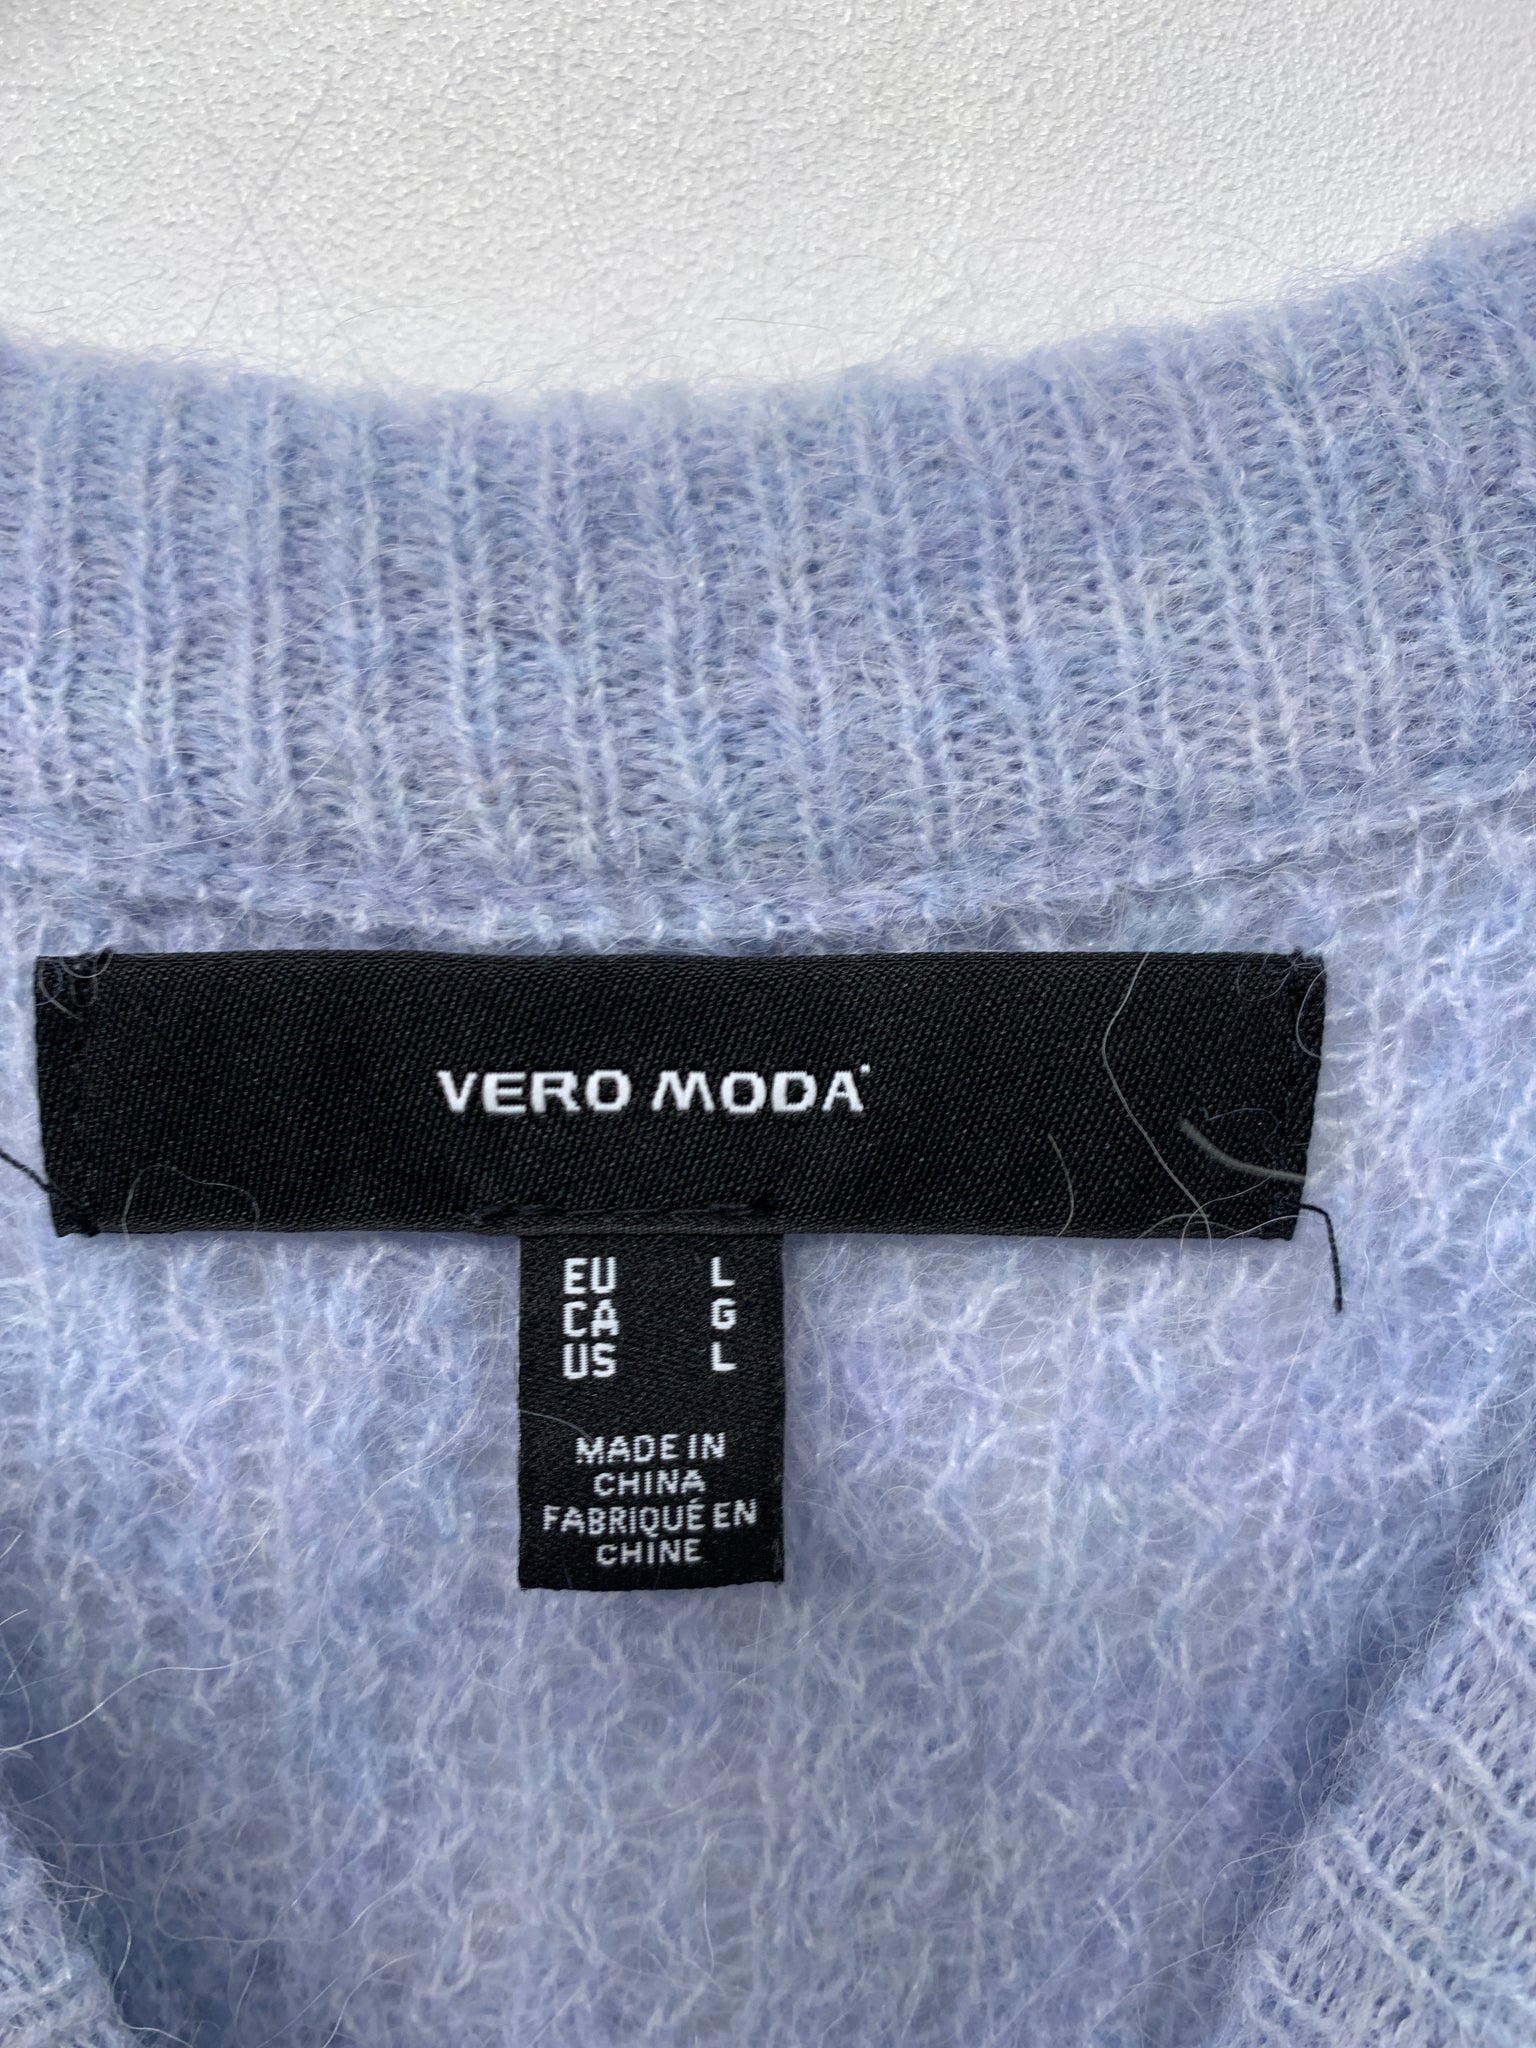 VERO MODA
EU L
CA G
US L
MADE IN
CHINA
FABRIQUÉ EN
CHINE